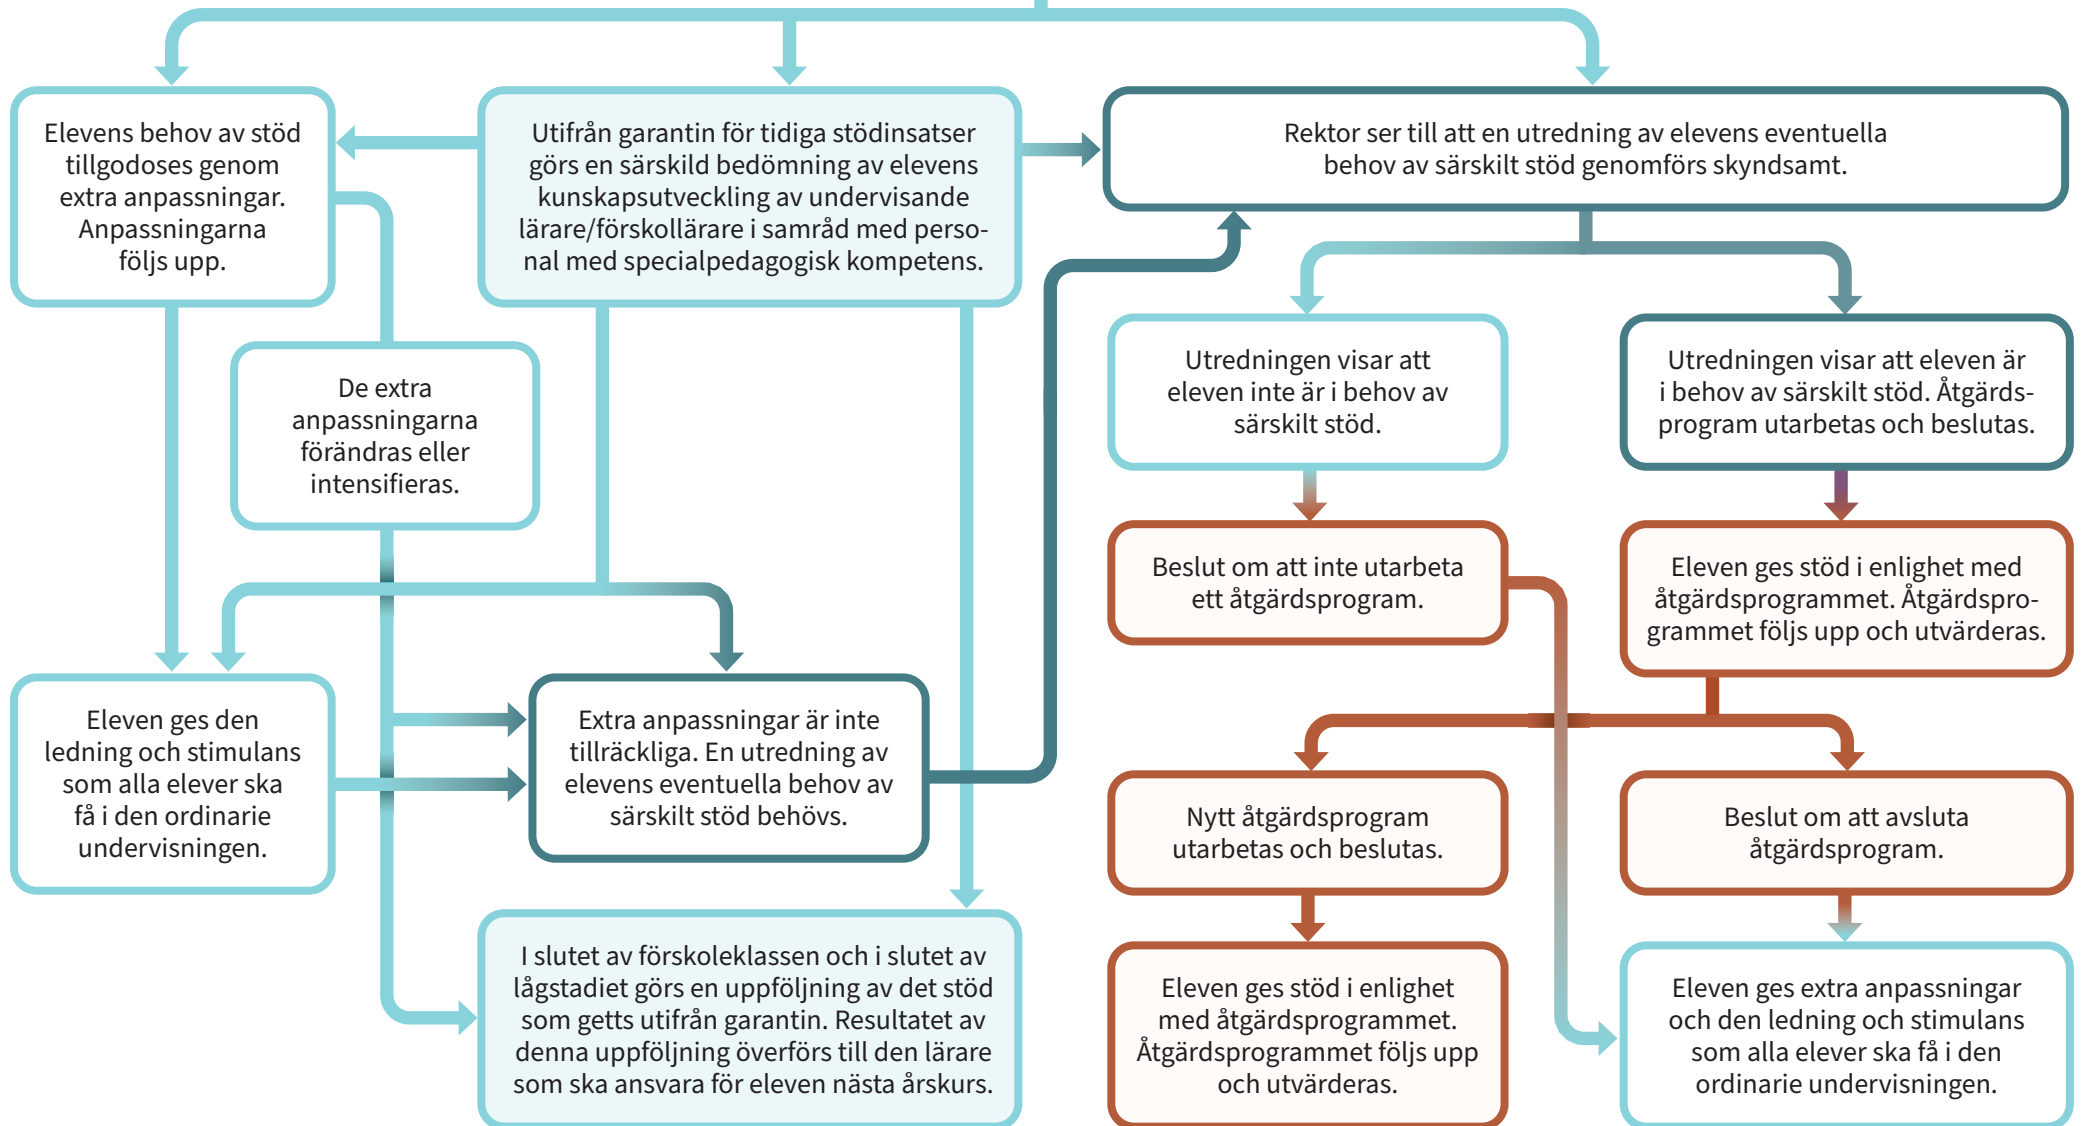 Elevens behov av stöd
tillgodoses genom
extra anpassningar.
Anpassningarna
följs upp.
Utifrån garantin för tidiga stödinsatser
görs en särskild bedömning av elevens
kunskapsutveckling av undervisande
lärare/förskollärare i samråd med perso-
nal med specialpedagogisk kompetens.
Rektor ser till att en utredning av elevens eventuella
behov av särskilt stöd genomförs skyndsamt.
De extra
anpassningarna
förändras eller
intensifieras.
Utredningen visar att
eleven inte är i behov av
särskilt stöd.
Utredningen visar att eleven är
i behov av särskilt stöd. Åtgärds-
program utarbetas och beslutas.
Beslut om att inte utarbeta
ett åtgärdsprogram.
Eleven ges stöd i enlighet med
åtgärdsprogrammet. Åtgärdspro-
grammet följs upp och utvärderas.
Eleven ges den
ledning och stimulans
som alla elever ska
få i den ordinarie
undervisningen.
Extra anpassningar är inte
tillräckliga. En utredning av
elevens eventuella behov av
särskilt stöd behövs.
Nytt åtgärdsprogram
utarbetas och beslutas.
Beslut om att avsluta
åtgärdsprogram.
I slutet av förskoleklassen och i slutet av
lågstadiet görs en uppföljning av det stöd
som getts utifrån garantin. Resultatet av
denna uppföljning överförs till den lärare
som ska ansvara för eleven nästa årskurs.
Eleven ges stöd i enlighet
med åtgärdsprogrammet.
Åtgärdsprogrammet följs upp
och utvärderas.
Eleven ges extra anpassningar
och den ledning och stimulans
som alla elever ska få i den
ordinarie undervisningen.